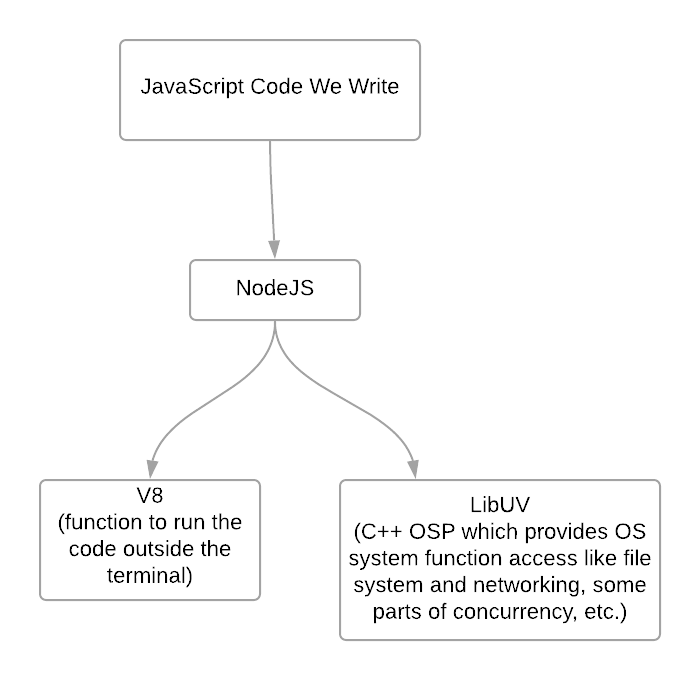 JavaScript Code We Write
NodeJS
V8
(function to run the
code outside the
terminal)
LibUV
(C++ OSP which provides OS
system function access like file
system and networking, some
parts of concurrency, etc.)